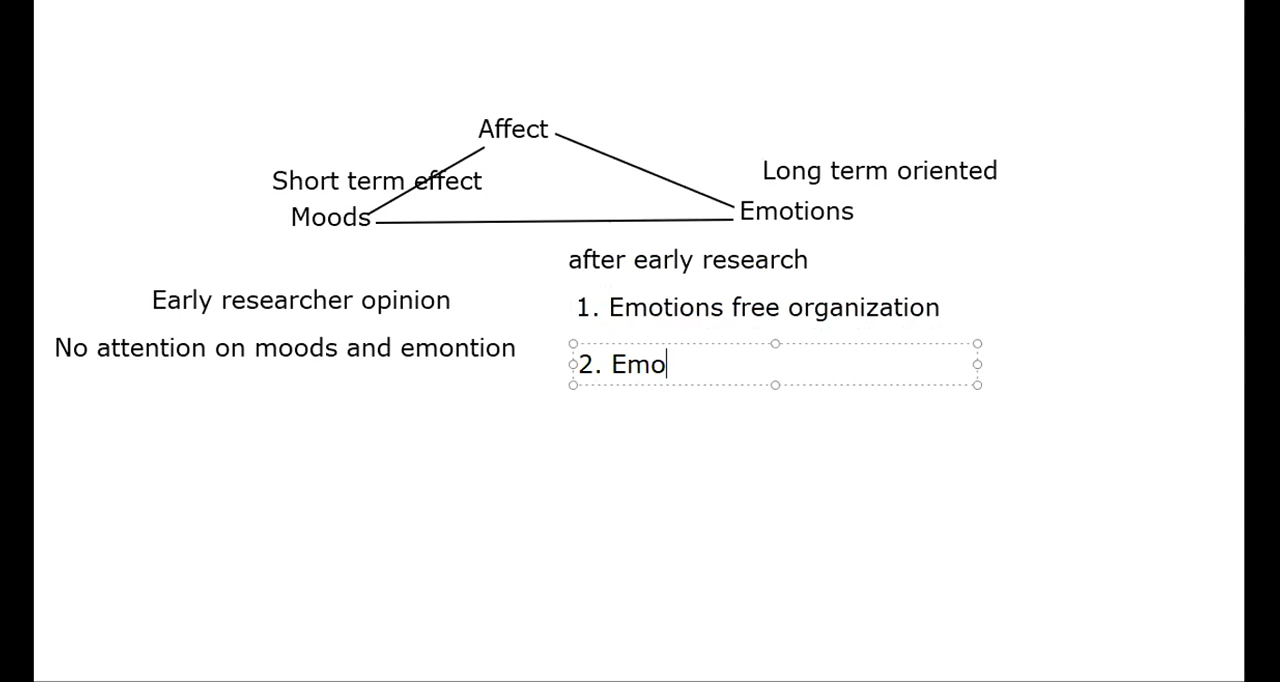 Affect
Short term effect
Long term oriented
Moods
Emotions
after early research
Early researcher opinion
1. Emotions free organization
No attention on moods and emontion
2. Emo